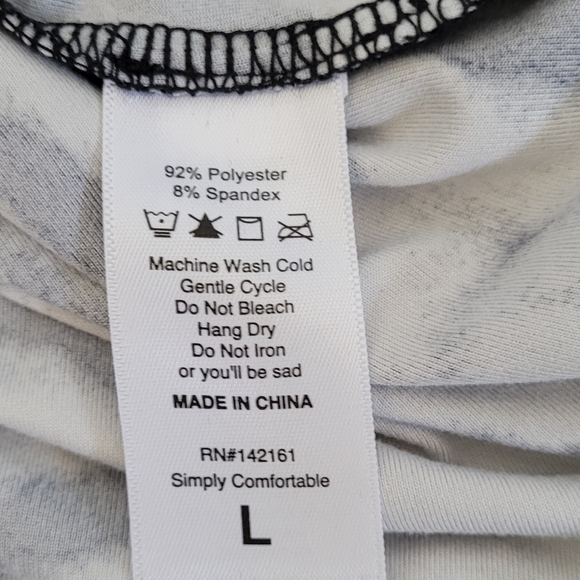 92% Polyester
8% Spandex
Machine Wash Cold
Gentle Cycle
Do Not Bleach
Hang Dry
Do Not Iron
or you'll be sad
MADE IN CHINA
RN#142161
Simply Comfortable
L